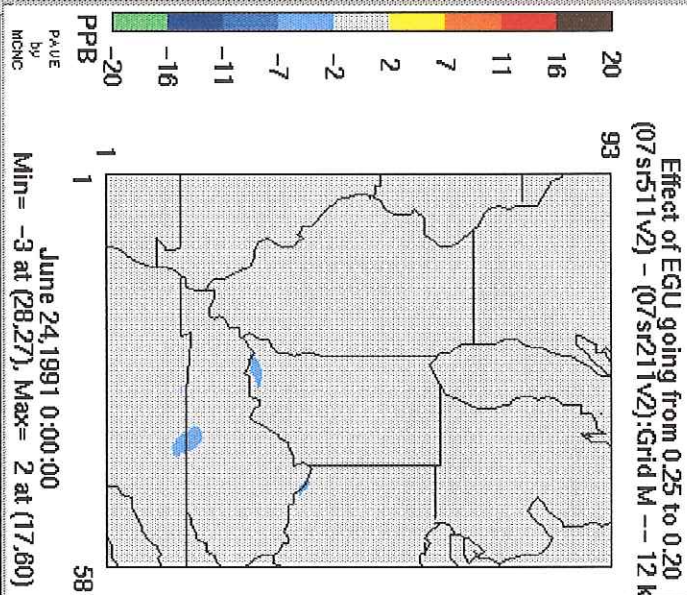 Effect of EGU going from 0.25 to 0.20
(07sr511v2) - (07sr211v2):Grid M -- 12 k
20
16
11
7
2
-2
-7
-11
-16
-20
PPB
PAVE
by
MCNC
93
1
1
58
June 24,1991 0:00:00
Min= -3 at (28,27), Max= 2 at (17,60)